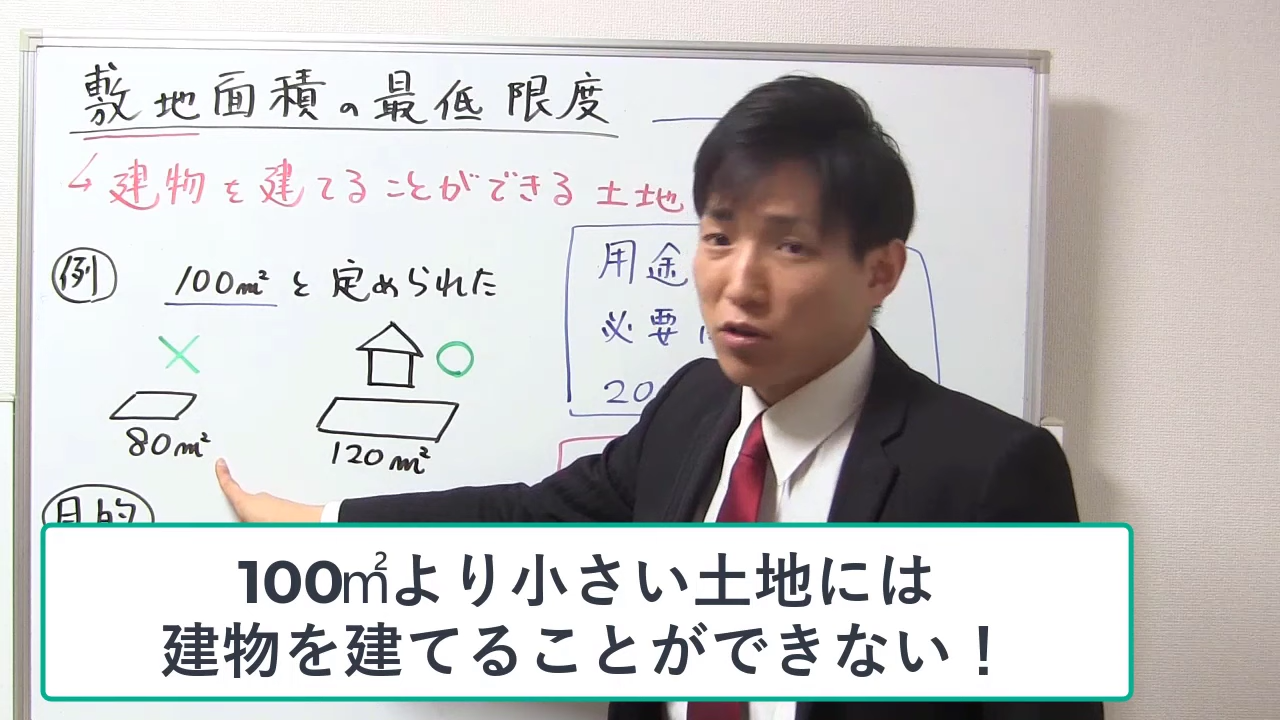 敷地面積の最低限度
↳建物を建てることができる土地
例 100㎡と定められた
× ○
80㎡ 120㎡
用途
必要
20
目的
100㎡より小さい土地には
建物を建てることができない！